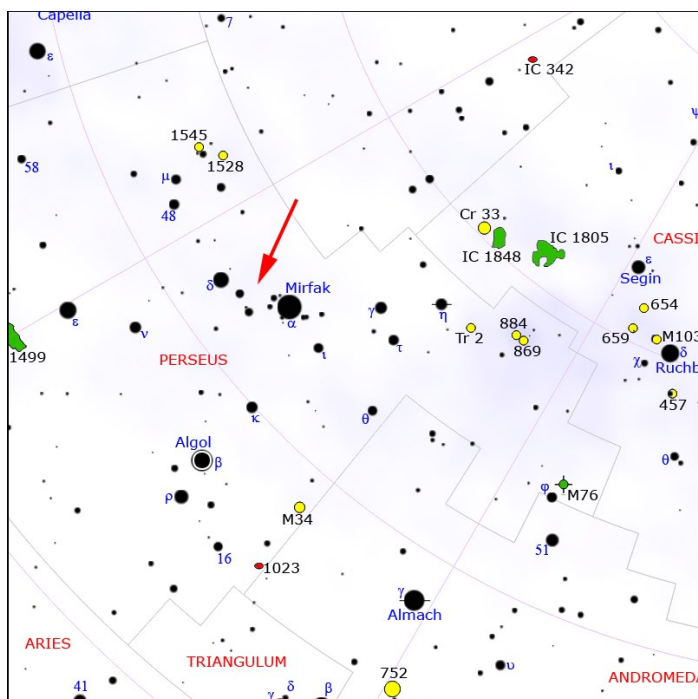 Capella
7
ε
IC 342
1545
1528
58
μ
48
ψ
ι
Cr 33
IC 1848
IC 1805
CASSI
ε
Segin
δ
Mirfak
α
γ
η
654
ε
ν
1499
Tr 2
884
869
659
M103
δ
Ruchb
PERSEUS
ι
τ
χ
457
κ
θ
Algol
β
θ
ρ
M34
φ
M76
16
1023
51
γ
Almach
ARIES
TRIANGULUM
υ
ANDROMEDA
752
41
γ
δ
β